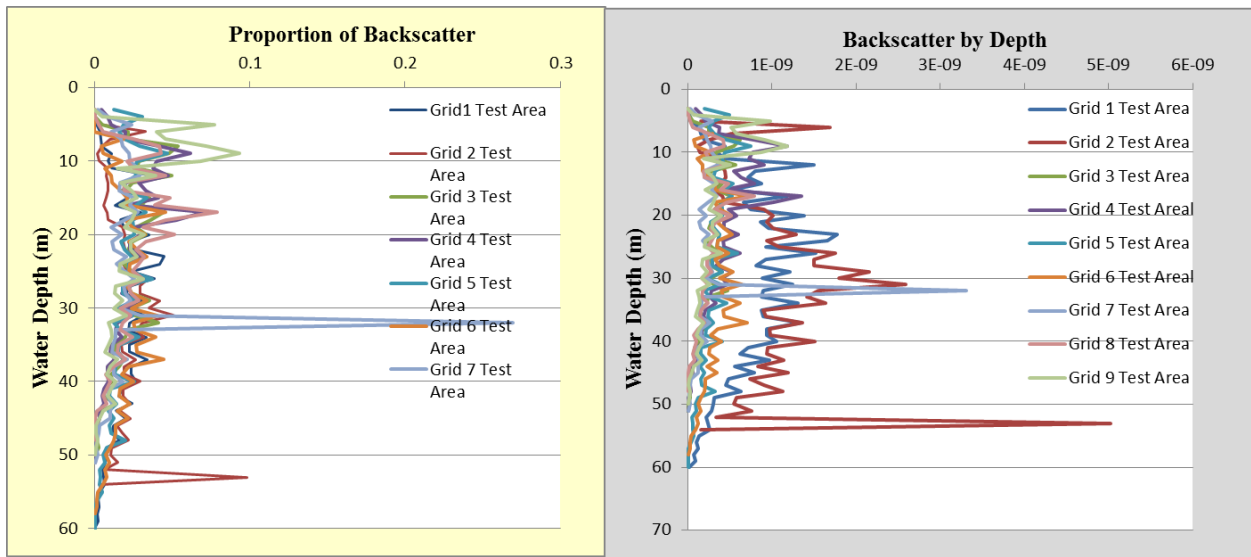 Proportion of Backscatter
0 0.1 0.2 0.3
0
10
20
30
40
50
60
Water Depth (m)
Grid1 Test Area
Grid 2 Test
Area
Grid 3 Test
Area
Grid 4 Test
Area
Grid 5 Test
Area
Grid 6 Test
Area
Grid 7 Test
Area
Backscatter by Depth
0 1E-09 2E-09 3E-09 4E-09 5E-09 6E-09
0
10
20
30
40
50
60
70
Water Depth (m)
Grid 1 Test Area
Grid 2 Test Area
Grid 3 Test Area
Grid 4 Test Areal
Grid 5 Test Area
Grid 6 Test Areal
Grid 7 Test Area
Grid 8 Test Area
Grid 9 Test Area